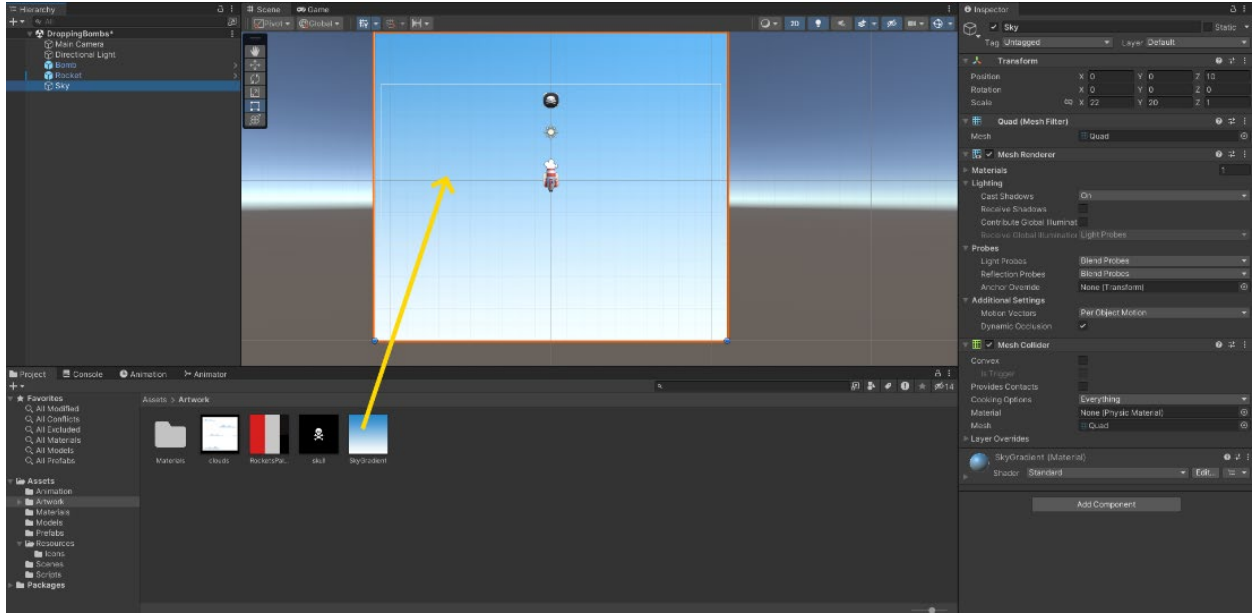 Hierarchy
All
DroppingBombs*
Main Camera
Directional Light
Bomb
Rocket
Sky
Scene
Game
Pivot
Global
2D
Inspector
Sky
Static
Tag Untagged
Layer Default
Transform
Position X 0 Y 0 Z 10
Rotation X 0 Y 0 Z 0
Scale X 22 Y 20 Z 1
Quad (Mesh Filter)
Mesh Quad
Mesh Renderer
Materials 1
Lighting
Cast Shadows On
Receive Shadows
Contribute Global Illuminat
Receive Global Illumination Light Probes
Probes
Light Probes Blend Probes
Reflection Probes Blend Probes
Anchor Override None (Transform)
Additional Settings
Motion Vectors Per Object Motion
Dynamic Occlusion
Mesh Collider
Convex
Is Trigger
Provides Contacts
Cooking Options Everything
Material None (Physic Material)
Mesh Quad
Layer Overrides
SkyGradient (Material)
Shader Standard Edit...
Add Component
Project
Console
Animation
Animator
14
Favorites
All Modified
All Conflicts
All Excluded
All Materials
All Models
All Prefabs
Assets
Animation
Artwork
Materials
Models
Prefabs
Resources
Icons
Scenes
Scripts
Packages
Assets > Artwork
Materials
clouds
RocketsPal...
skull
SkyGradient